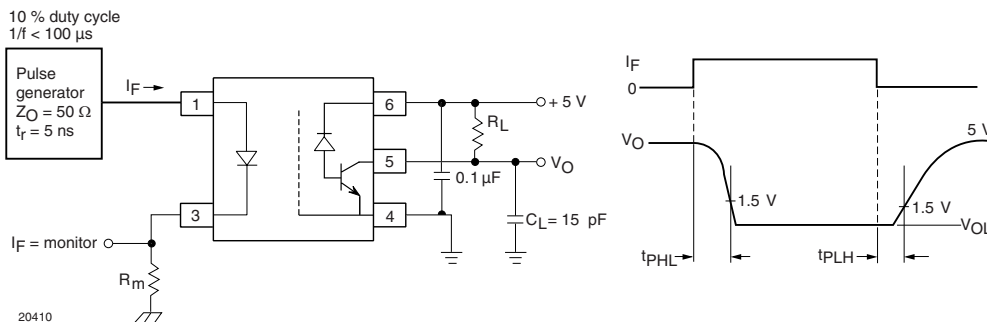 10 % duty cycle
1/f < 100 μs
Pulse
generator
ZO = 50 Ω
tr = 5 ns
IF
1
3
IF = monitor
Rm
6
5
4
+ 5 V
RL
VO
0.1 μF
CL = 15 pF
20410
IF
0
VO
5 V
1.5 V
1.5 V
VOL
tPHL
tPLH